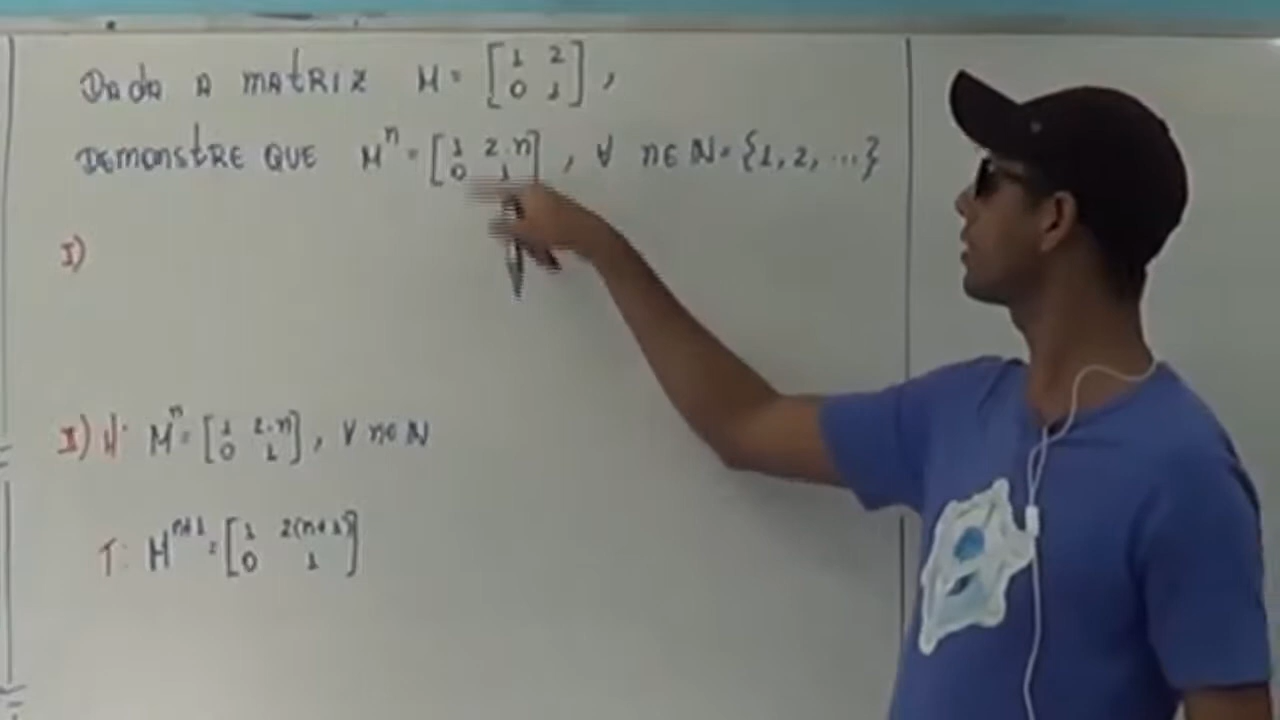 Dada a matriz M = [1 2; 0 1],
Demonstre que M^n = [1 2.n; 0 1], ∀ n ∈ N = {1, 2, ...}
I)
II) H: M^n = [1 2.n; 0 1], ∀ n ∈ N
T: M^(n+1) = [1 2(n+1); 0 1]